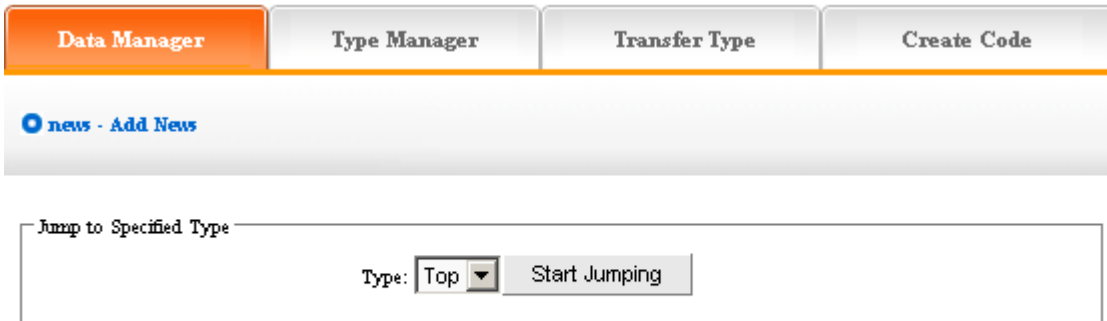 Data Manager Type Manager Transfer Type Create Code
news - Add News
Jump to Specified Type
Type: Top Start Jumping